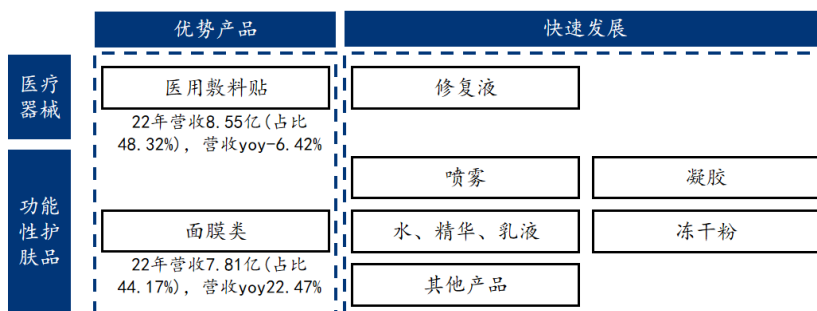 优势产品
快速发展
医疗
器械
医用敷料贴
修复液
22年营收8.55亿(占比
48.32%), 营收yoy-6.42%
功能
性护
肤品
喷雾
凝胶
面膜类
水、精华、乳液
冻干粉
22年营收7.81亿(占比
44.17%), 营收yoy22.47%
其他产品